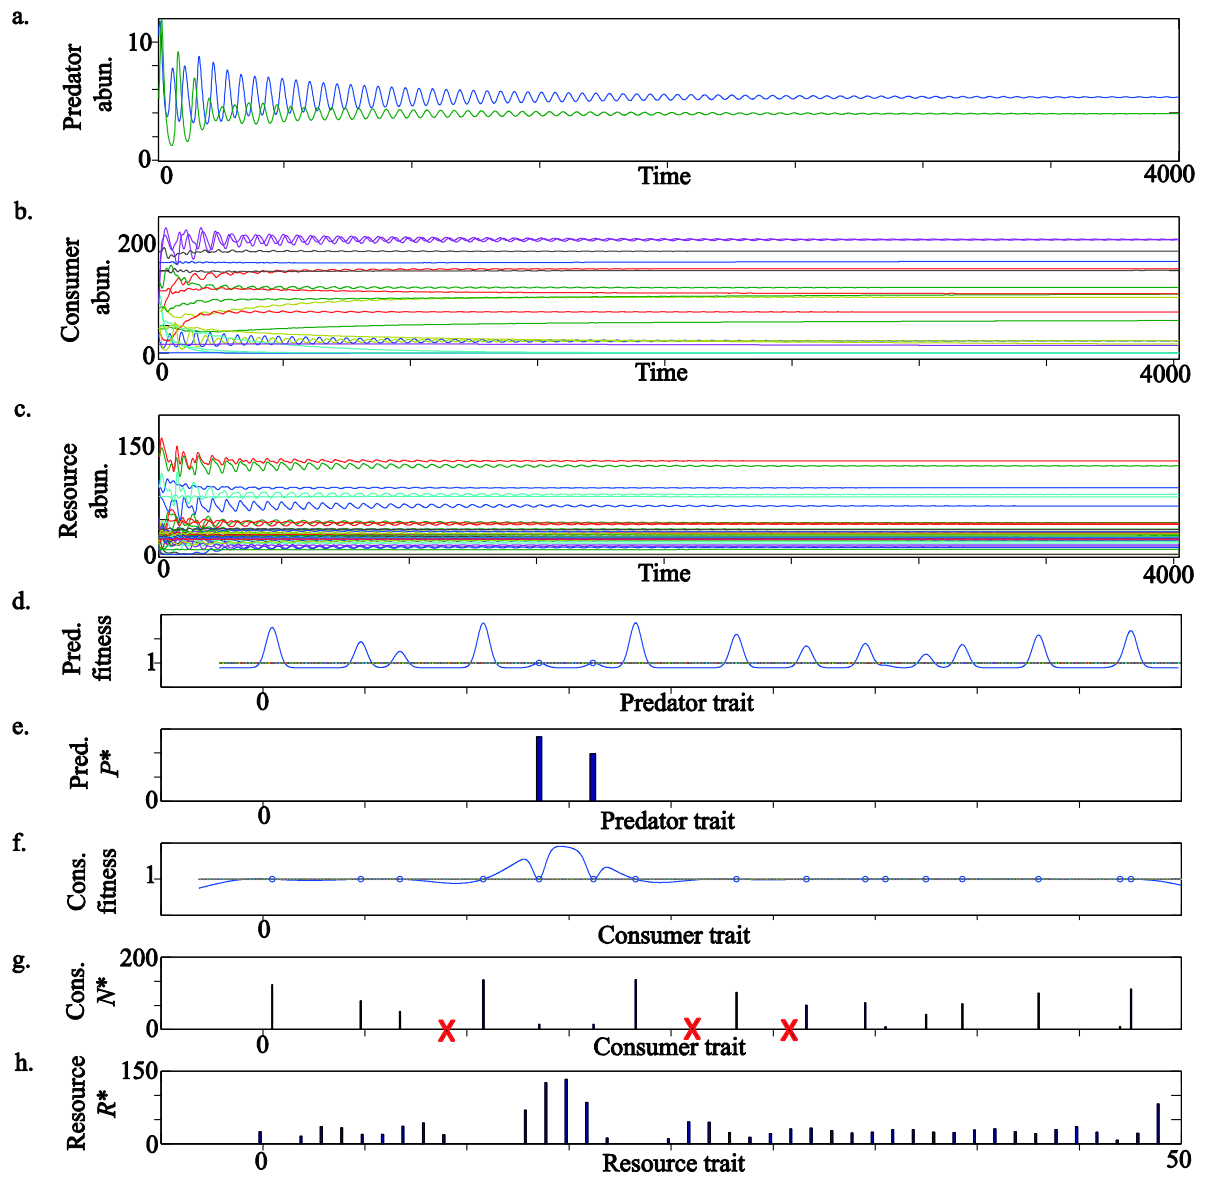 a.
Predator
abun.
10
0
0
Time
4000
b.
Consumer
abun.
200
0
0
Time
4000
c.
Resource
abun.
150
0
0
Time
4000
d.
Pred.
fitness
1
0
Predator trait
e.
Pred.
P*
0
0
Predator trait
f.
Cons.
fitness
1
0
Consumer trait
g.
Cons.
N*
200
0
X X X
0
Consumer trait
h.
Resource
R*
150
0
0
Resource trait
50